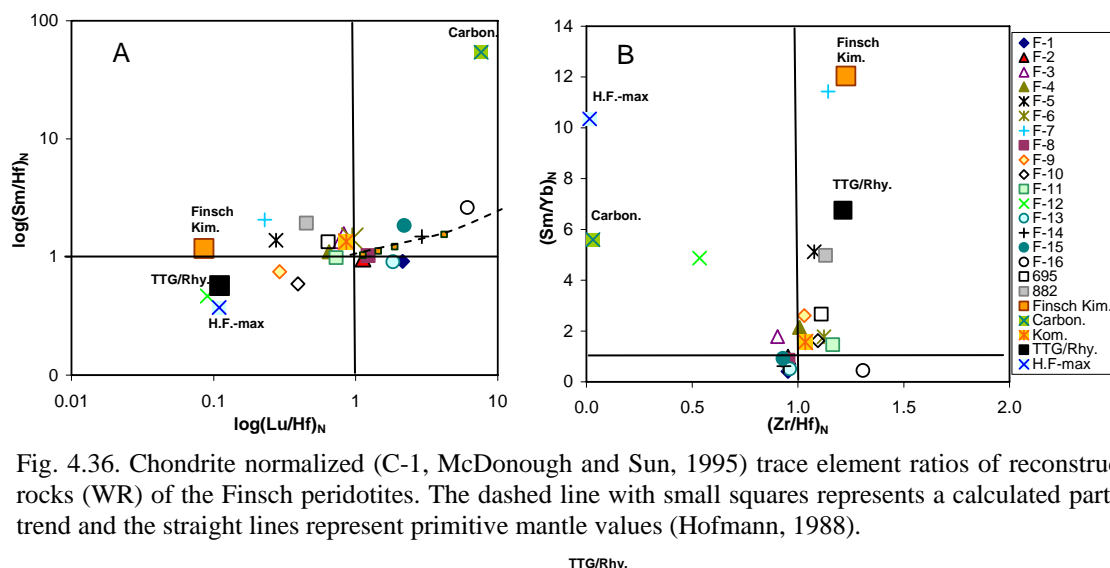 A
100
10
1
0
0.01
0.1
1
10
log(Sm/Hf)N
log(Lu/Hf)N
Carbon.
Finsch
Kim.
TTG/Rhy.
H.F.-max
B
14
12
10
8
6
4
2
0
0.0
0.5
1.0
1.5
2.0
(Sm/Yb)N
(Zr/Hf)N
Finsch
Kim.
H.F.-max
TTG/Rhy.
Carbon.
F-1
F-2
F-3
F-4
F-5
F-6
F-7
F-8
F-9
F-10
F-11
F-12
F-13
F-14
F-15
F-16
695
882
Finsch Kim.
Carbon.
Kom.
TTG/Rhy.
H.F-max
Fig. 4.36. Chondrite normalized (C-1, McDonough and Sun, 1995) trace element ratios of reconstruc
rocks (WR) of the Finsch peridotites. The dashed line with small squares represents a calculated part
trend and the straight lines represent primitive mantle values (Hofmann, 1988).
TTG/Rhy.